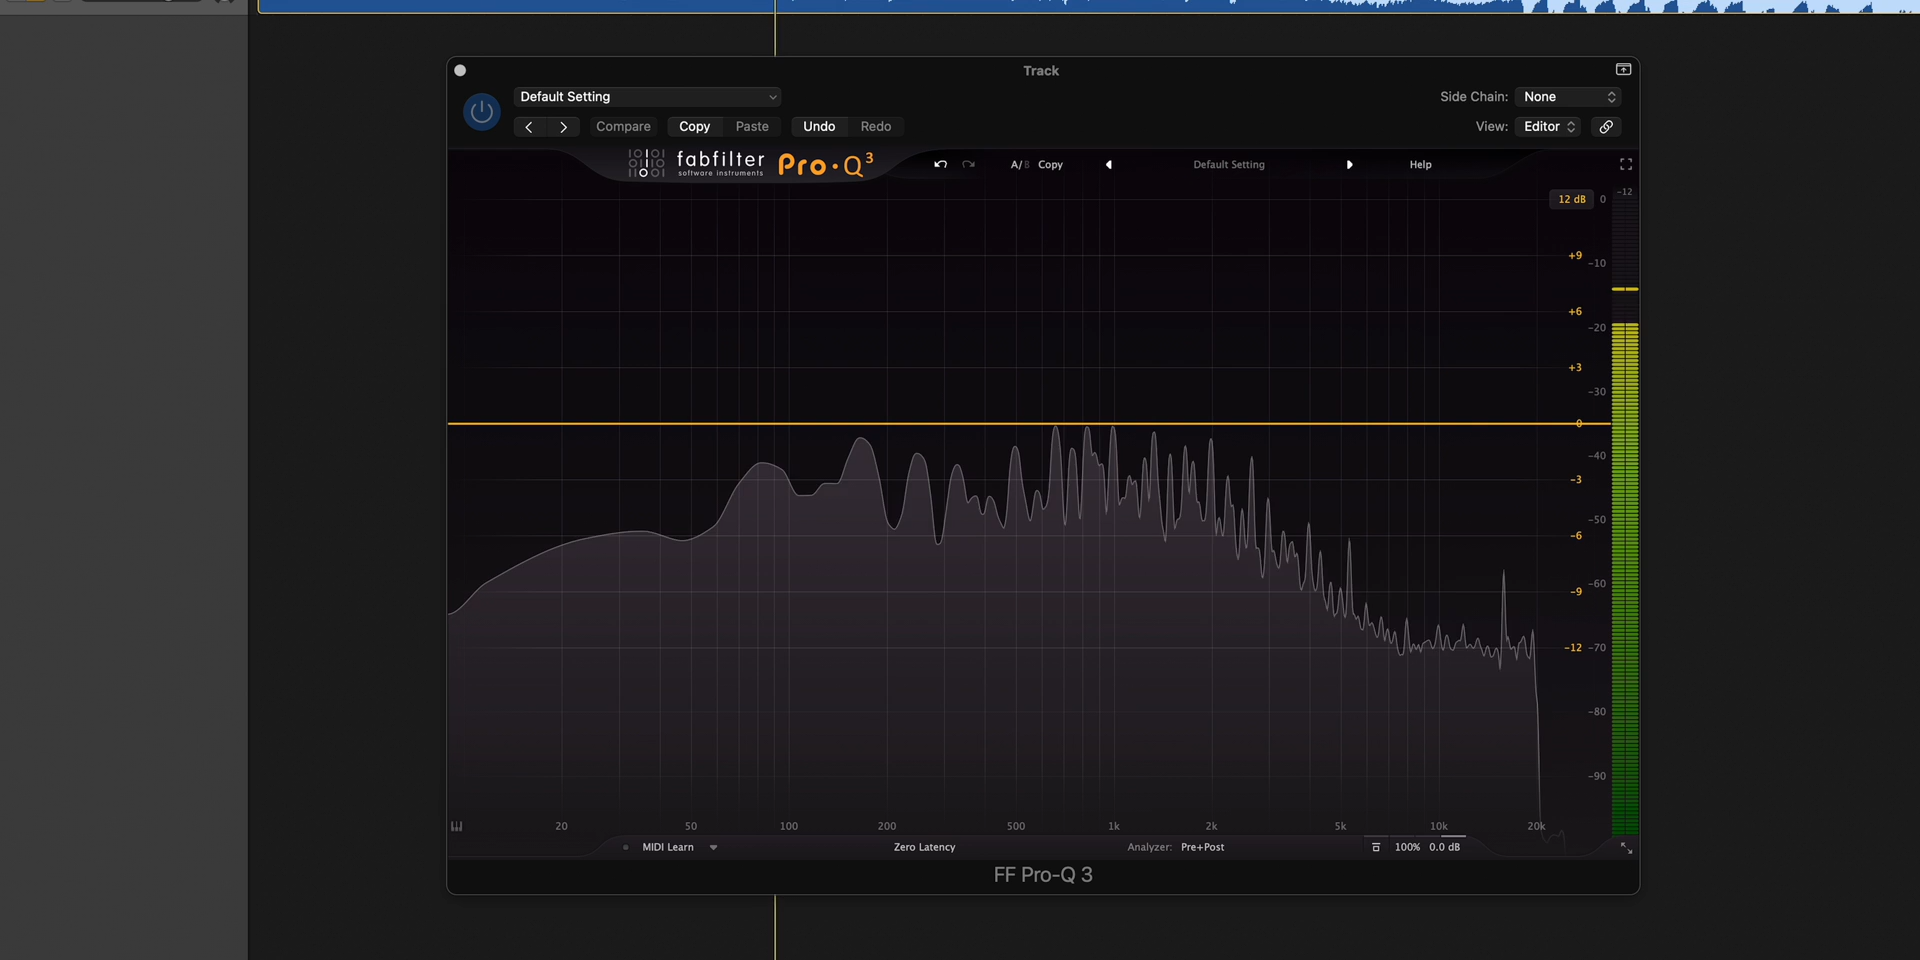 Track
Default Setting
Side Chain: None
Compare Copy Paste Undo Redo
View: Editor
fabfilter
software instruments
Pro·Q³
A/B Copy
Default Setting
Help
12 dB 0 -12
+9 -10
+6 -20
+3 -30
0
-40
-3
-50
-6
-60
-9
-12 -70
-80
-90
20 50 100 200 500 1k 2k 5k 10k 20k
MIDI Learn
Zero Latency
Analyzer: Pre+Post
100% 0.0 dB
FF Pro-Q 3